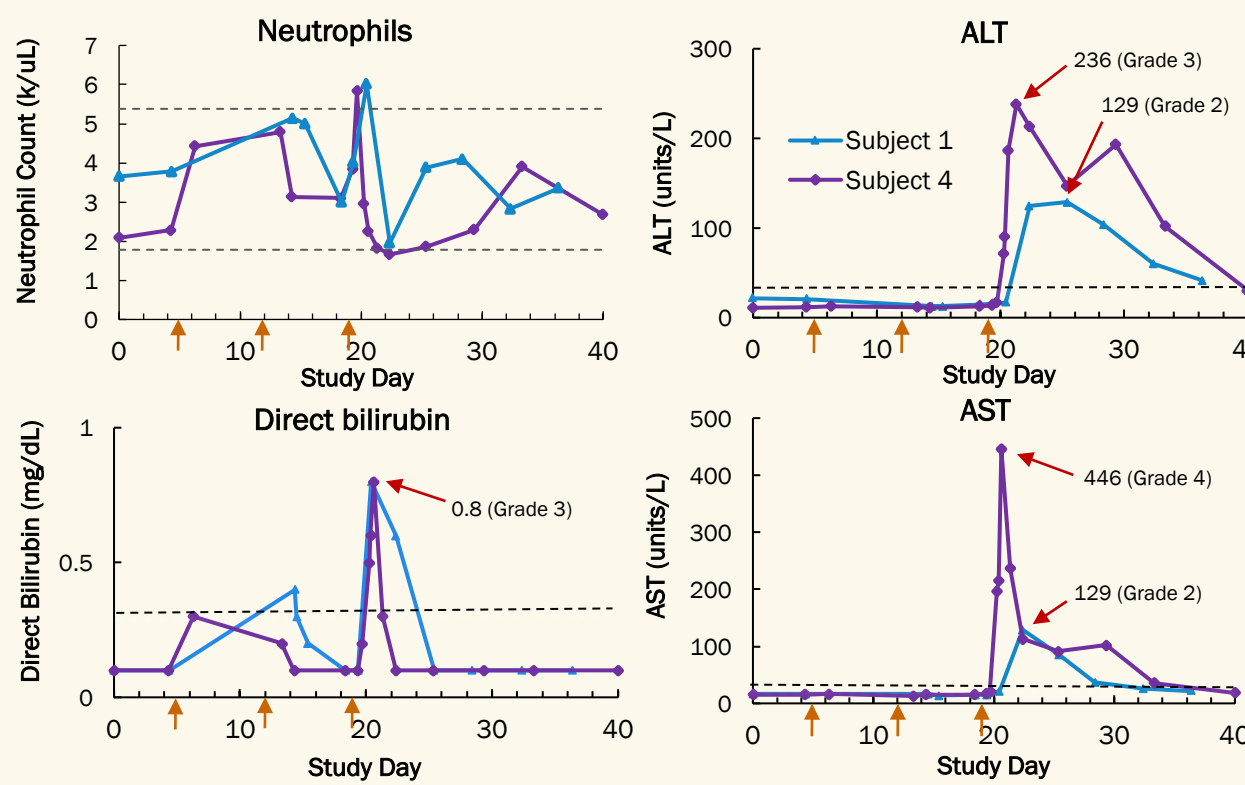 Neutrophils
Neutrophil Count (k/uL)
7
6
5
4
3
2
1
0
0 10 20 30 40
Study Day
ALT
ALT (units/L)
300
200
100
0
236 (Grade 3)
129 (Grade 2)
Subject 1
Subject 4
0 10 20 30 40
Study Day
Direct bilirubin
Direct Bilirubin (mg/dL)
1
0.5
0
0.8 (Grade 3)
0 10 20 30 40
Study Day
AST
AST (units/L)
500
400
300
200
100
0
446 (Grade 4)
129 (Grade 2)
0 10 20 30 40
Study Day